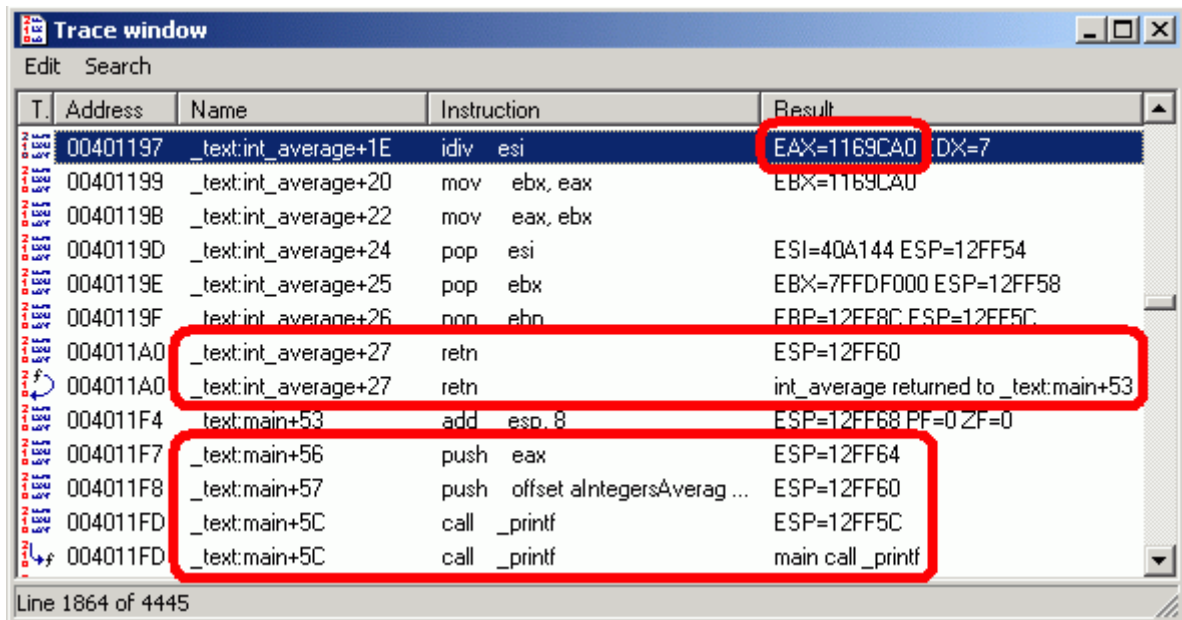 Trace window
Edit Search
T. Address Name Instruction Result
00401197 _text:int_average+1E idiv esi EAX=1169CA0 EDX=7
00401199 _text:int_average+20 mov ebx, eax EBX=1169CA0
0040119B _text:int_average+22 mov eax, ebx
0040119D _text:int_average+24 pop esi ESI=40A144 ESP=12FF54
0040119E _text:int_average+25 pop ebx EBX=7FFDF000 ESP=12FF58
0040119F _text:int_average+26 pop ebp EBP=12FF8C ESP=12FF5C
004011A0 _text:int_average+27 retn ESP=12FF60
004011A0 _text:int_average+27 retn int_average returned to _text:main+53
004011F4 _text:main+53 add esp, 8 ESP=12FF68 PF=0 ZF=0
004011F7 _text:main+56 push eax ESP=12FF64
004011F8 _text:main+57 push offset aIntegersAverag ... ESP=12FF60
004011FD _text:main+5C call _printf ESP=12FF5C
004011FD _text:main+5C call _printf main call _printf
Line 1864 of 4445